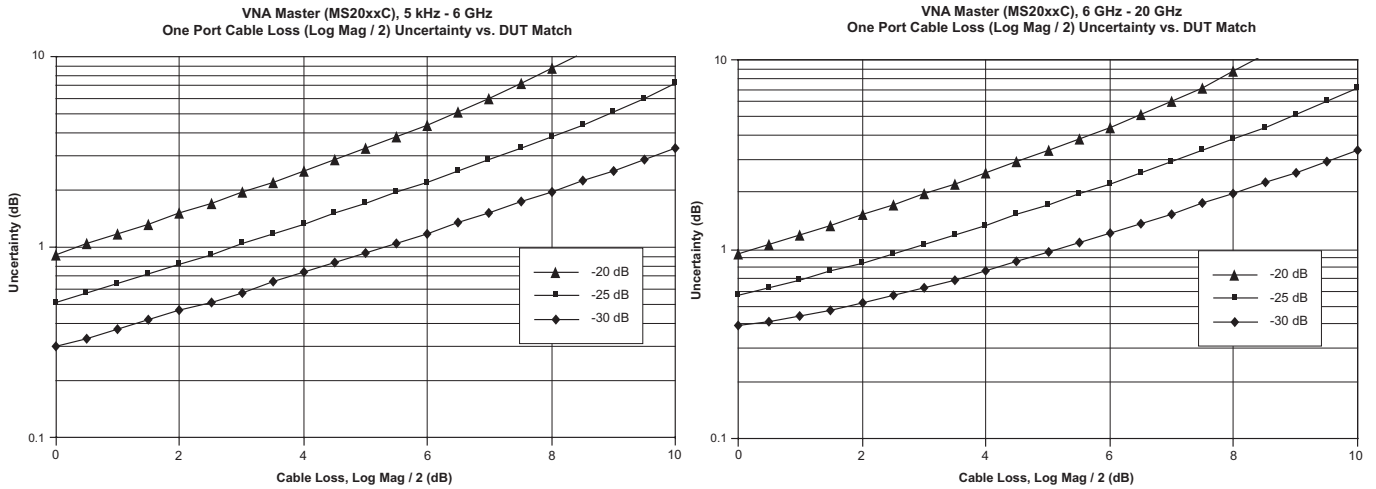 VNA Master (MS20xxC), 5 kHz - 6 GHz
One Port Cable Loss (Log Mag / 2) Uncertainty vs. DUT Match
10
1
0.1
Uncertainty (dB)
-20 dB
-25 dB
-30 dB
0 2 4 6 8 10
Cable Loss, Log Mag / 2 (dB)
VNA Master (MS20xxC), 6 GHz - 20 GHz
One Port Cable Loss (Log Mag / 2) Uncertainty vs. DUT Match
10
1
0.1
Uncertainty (dB)
-20 dB
-25 dB
-30 dB
0 2 4 6 8 10
Cable Loss, Log Mag / 2 (dB)